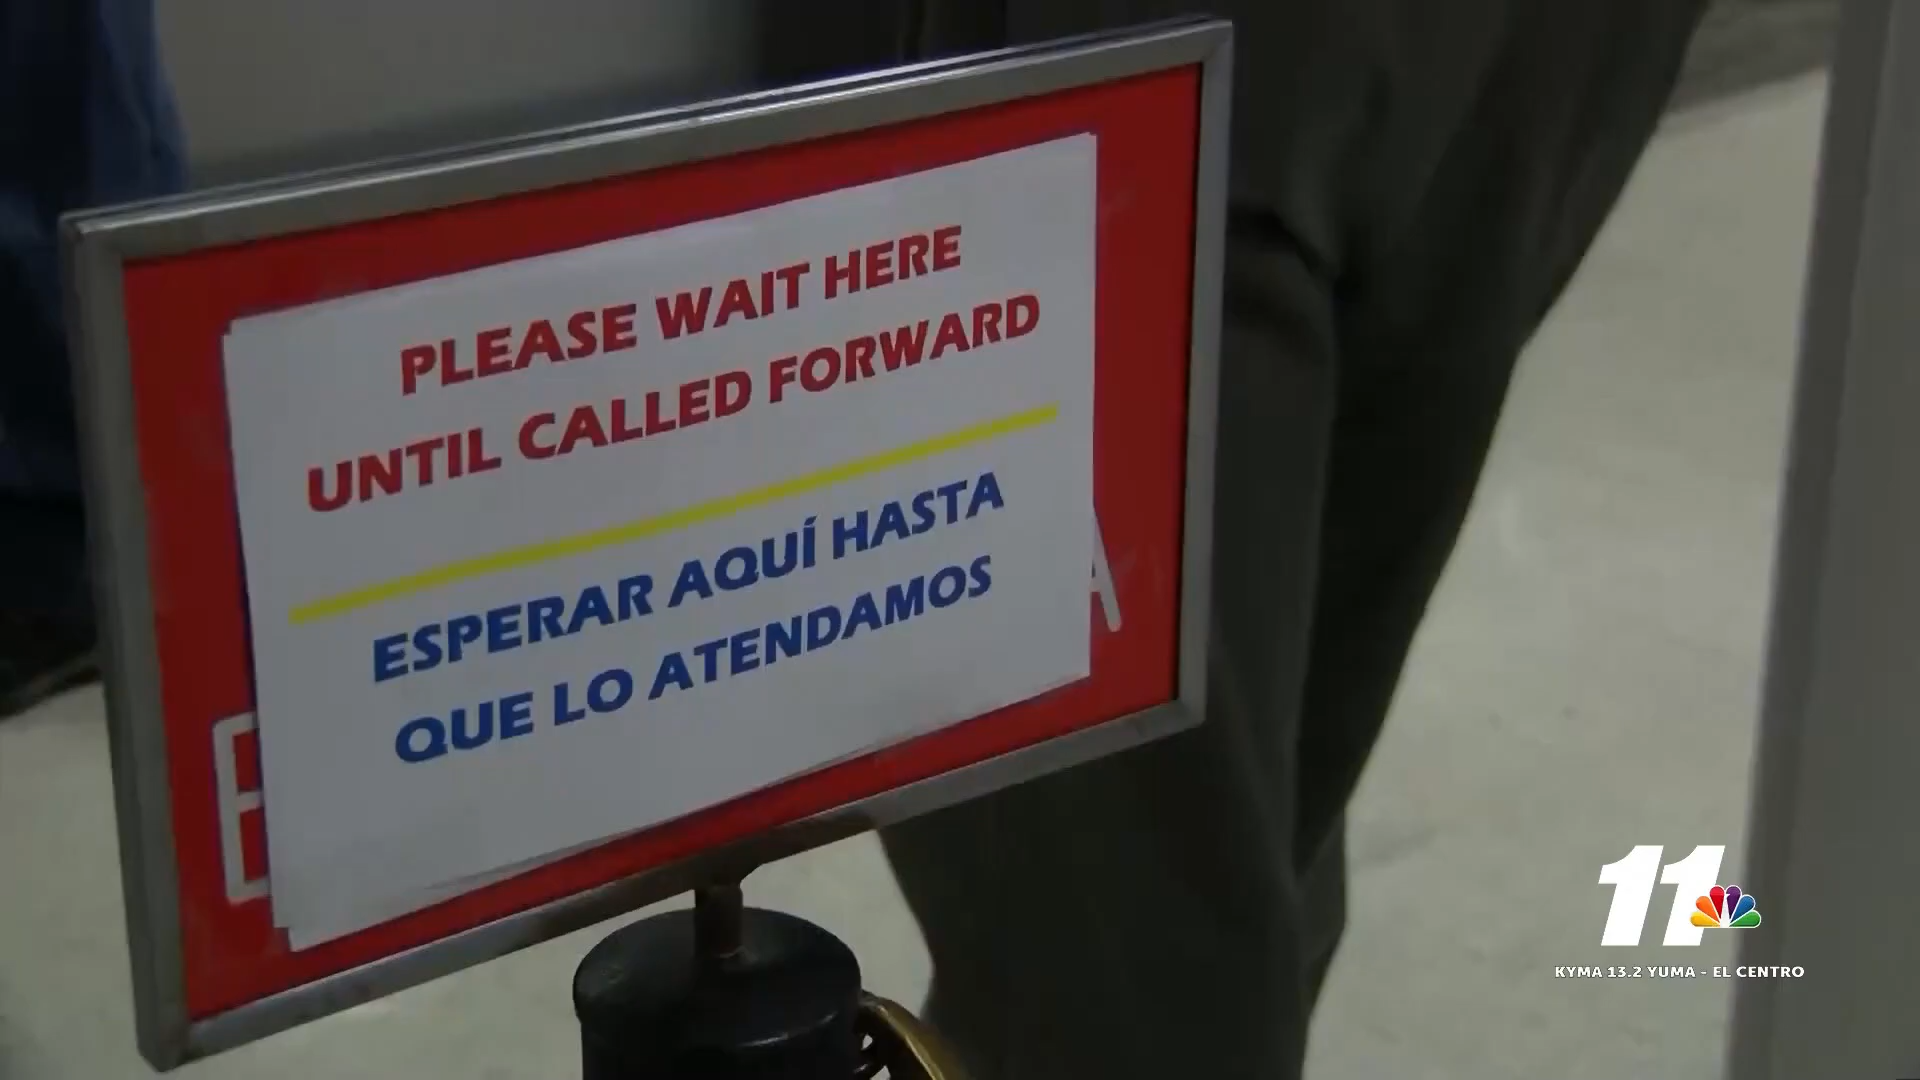 PLEASE WAIT HERE
UNTIL CALLED FORWARD
ESPERAR AQUÍ HASTA
QUE LO ATENDAMOS
11
KYMA 13.2 YUMA - EL CENTRO